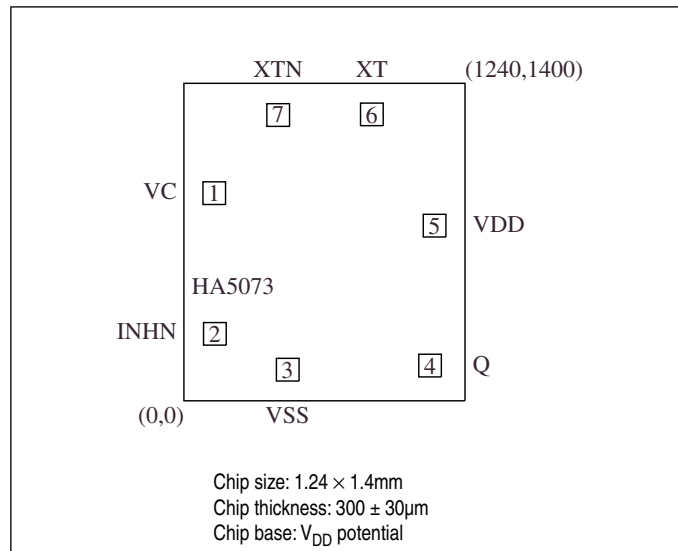 XTN XT (1240,1400)
7 6
VC 1
5 VDD
HA5073
INHN 2
3 4 Q
(0,0) VSS
Chip size: 1.24 × 1.4mm
Chip thickness: 300 ± 30µm
Chip base: VDD potential